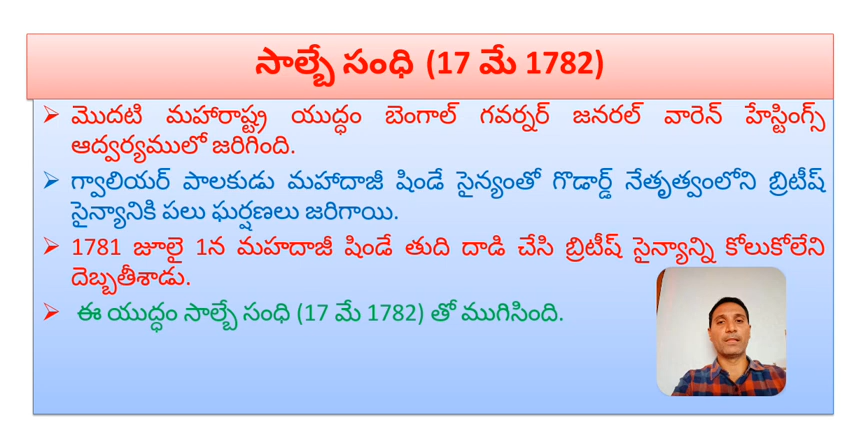 సాల్బే సంధి (17 మే 1782)
➢ మొదటి మహారాష్ట్ర యుద్ధం బెంగాల్ గవర్నర్ జనరల్ వారెన్ హేస్టింగ్స్
ఆద్వర్యములో జరిగింది.
➢ గ్వాలియర్ పాలకుడు మహాదాజీ షిండే సైన్యంతో గొడార్డ్ నేతృత్వంలోని బ్రిటీష్
సైన్యానికి పలు ఘర్షణలు జరిగాయి.
➢ 1781 జూలై 1న మహదాజీ షిండే తుది దాడి చేసి బ్రిటీష్ సైన్యాన్ని కోలుకోలేని
దెబ్బతీశాడు.
➢ ఈ యుద్ధం సాల్బే సంధి (17 మే 1782) తో ముగిసింది.